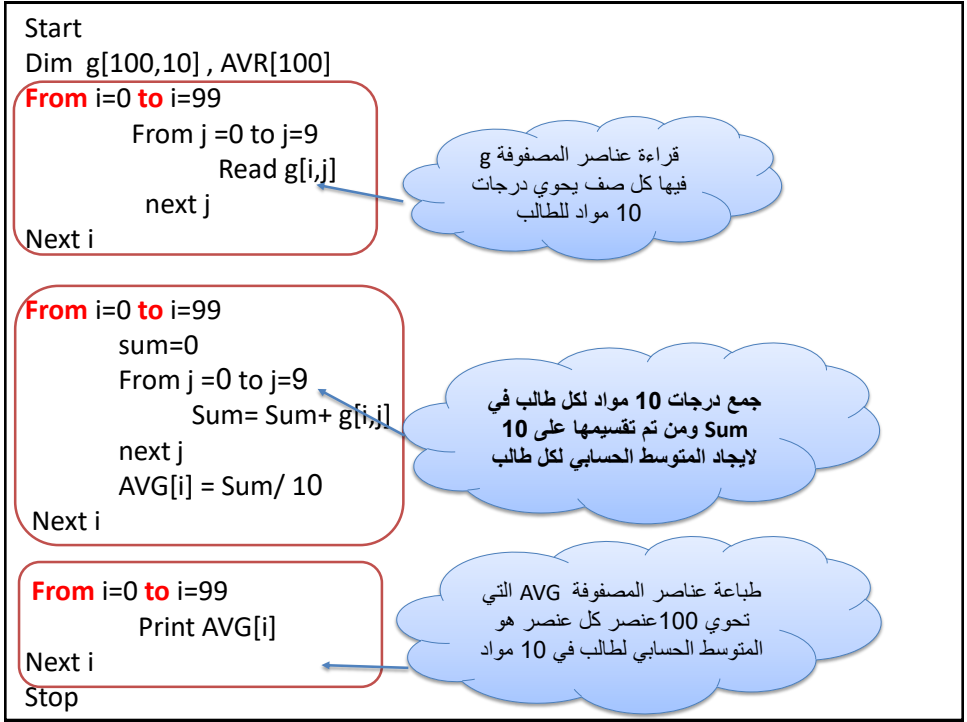 Start
Dim g[100,10] , AVR[100]
From i=0 to i=99
From j =0 to j=9
Read g[i,j]
next j
Next i
قراءة عناصر المصفوفة g
فيها كل صف يحوي درجات
10 مواد للطالب
From i=0 to i=99
sum=0
From j =0 to j=9
Sum= Sum+ g[i,j]
next j
AVG[i] = Sum/ 10
Next i
جمع درجات 10 مواد لكل طالب في
Sum ومن تم تقسيمها على 10
لايجاد المتوسط الحسابي لكل طالب
From i=0 to i=99
Print AVG[i]
Next i
Stop
طباعة عناصر المصفوفة AVG التي
تحوي 100عنصر كل عنصر هو
المتوسط الحسابي لطالب في 10 مواد